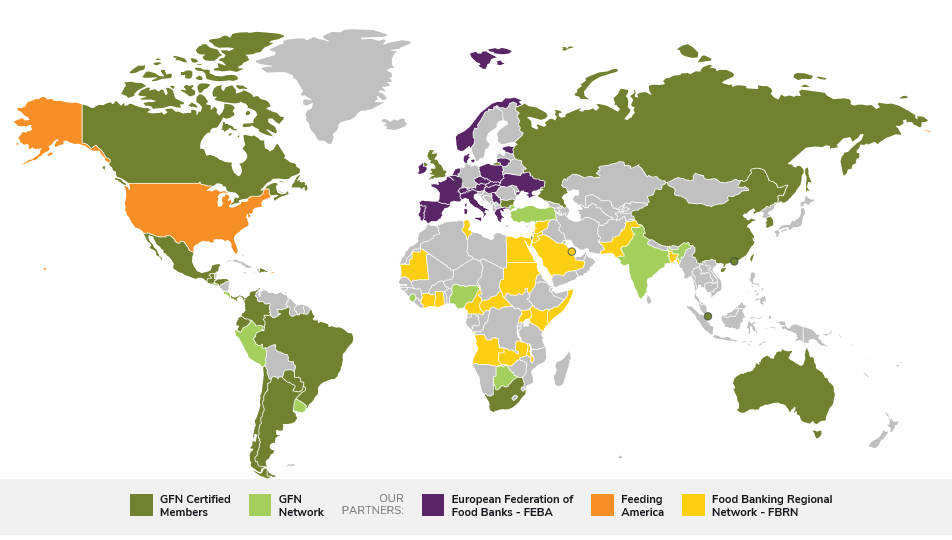 GFN Certified
Members
GFN
Network
OUR
PARTNERS:
European Federation of
Food Banks - FEBA
Feeding
America
Food Banking Regional
Network - FBRN